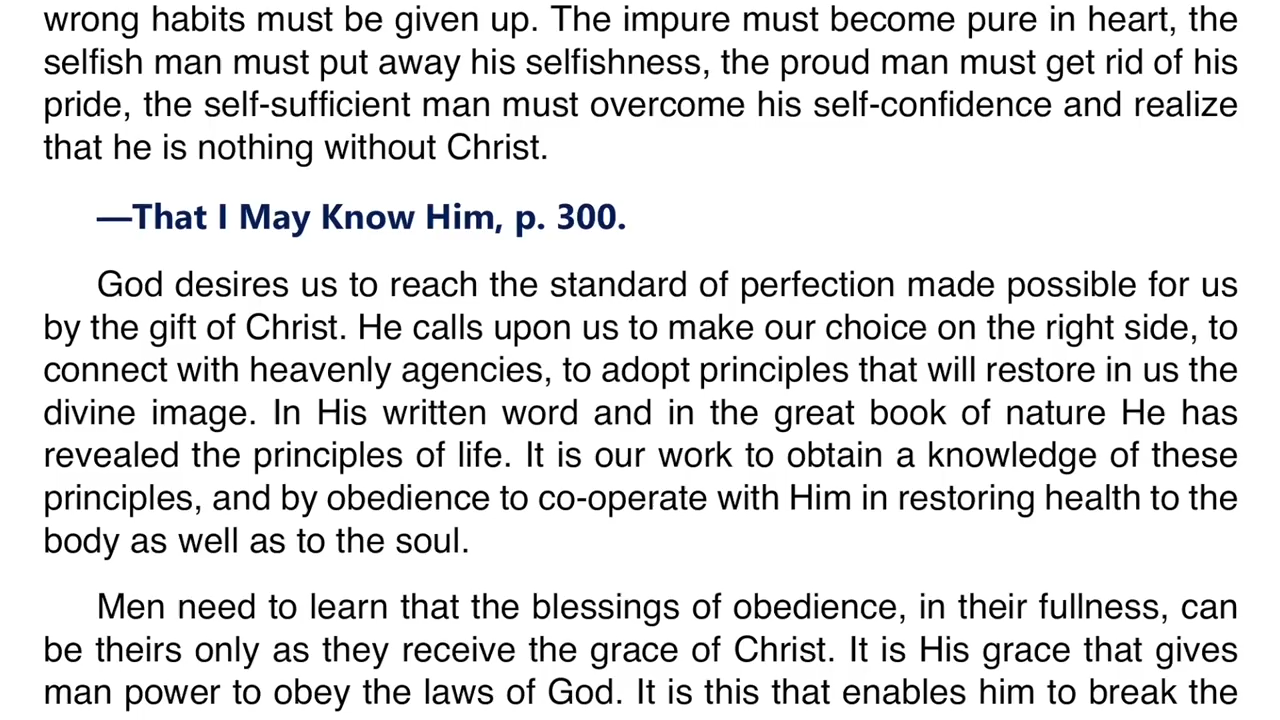 wrong habits must be given up. The impure must become pure in heart, the
selfish man must put away his selfishness, the proud man must get rid of his
pride, the self-sufficient man must overcome his self-confidence and realize
that he is nothing without Christ.
—That I May Know Him, p. 300.
God desires us to reach the standard of perfection made possible for us
by the gift of Christ. He calls upon us to make our choice on the right side, to
connect with heavenly agencies, to adopt principles that will restore in us the
divine image. In His written word and in the great book of nature He has
revealed the principles of life. It is our work to obtain a knowledge of these
principles, and by obedience to co-operate with Him in restoring health to the
body as well as to the soul.
Men need to learn that the blessings of obedience, in their fullness, can
be theirs only as they receive the grace of Christ. It is His grace that gives
man power to obey the laws of God. It is this that enables him to break the